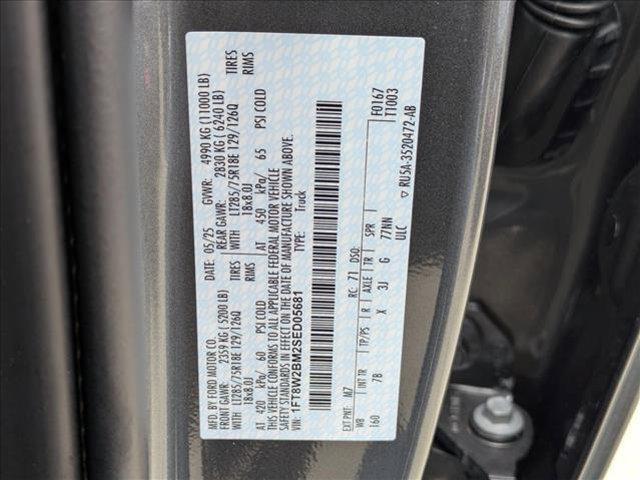 MFD. BY FORD MOTOR CO.
DATE: 05/25 GVWR: 4990 KG (11000 LB)
FRONT GAWR: 2359 KG (5200 LB) REAR GAWR: 2830 KG (6240 LB)
WITH LT285/75R18E 129/126Q TIRES WITH LT285/75R18E 129/126Q TIRES
18x8.0J RIMS 18x8.0J RIMS
AT 420 kPa/ 60 PSI COLD AT 450 kPa/ 65 PSI COLD
THIS VEHICLE CONFORMS TO ALL APPLICABLE FEDERAL MOTOR VEHICLE
SAFETY STANDARDS IN EFFECT ON THE DATE OF MANUFACTURE SHOWN ABOVE.
VIN: 1FT8W2BM2SED05681 Truck
1FT8W2BM2SED05681
F0167
EXT PNT: M7 RC: 71 DSO: T1003
WB INT TR TP/PS R AXLE TR SPR
160 7B X 3J G 77NN
ULC
RU5A-3520472-AB